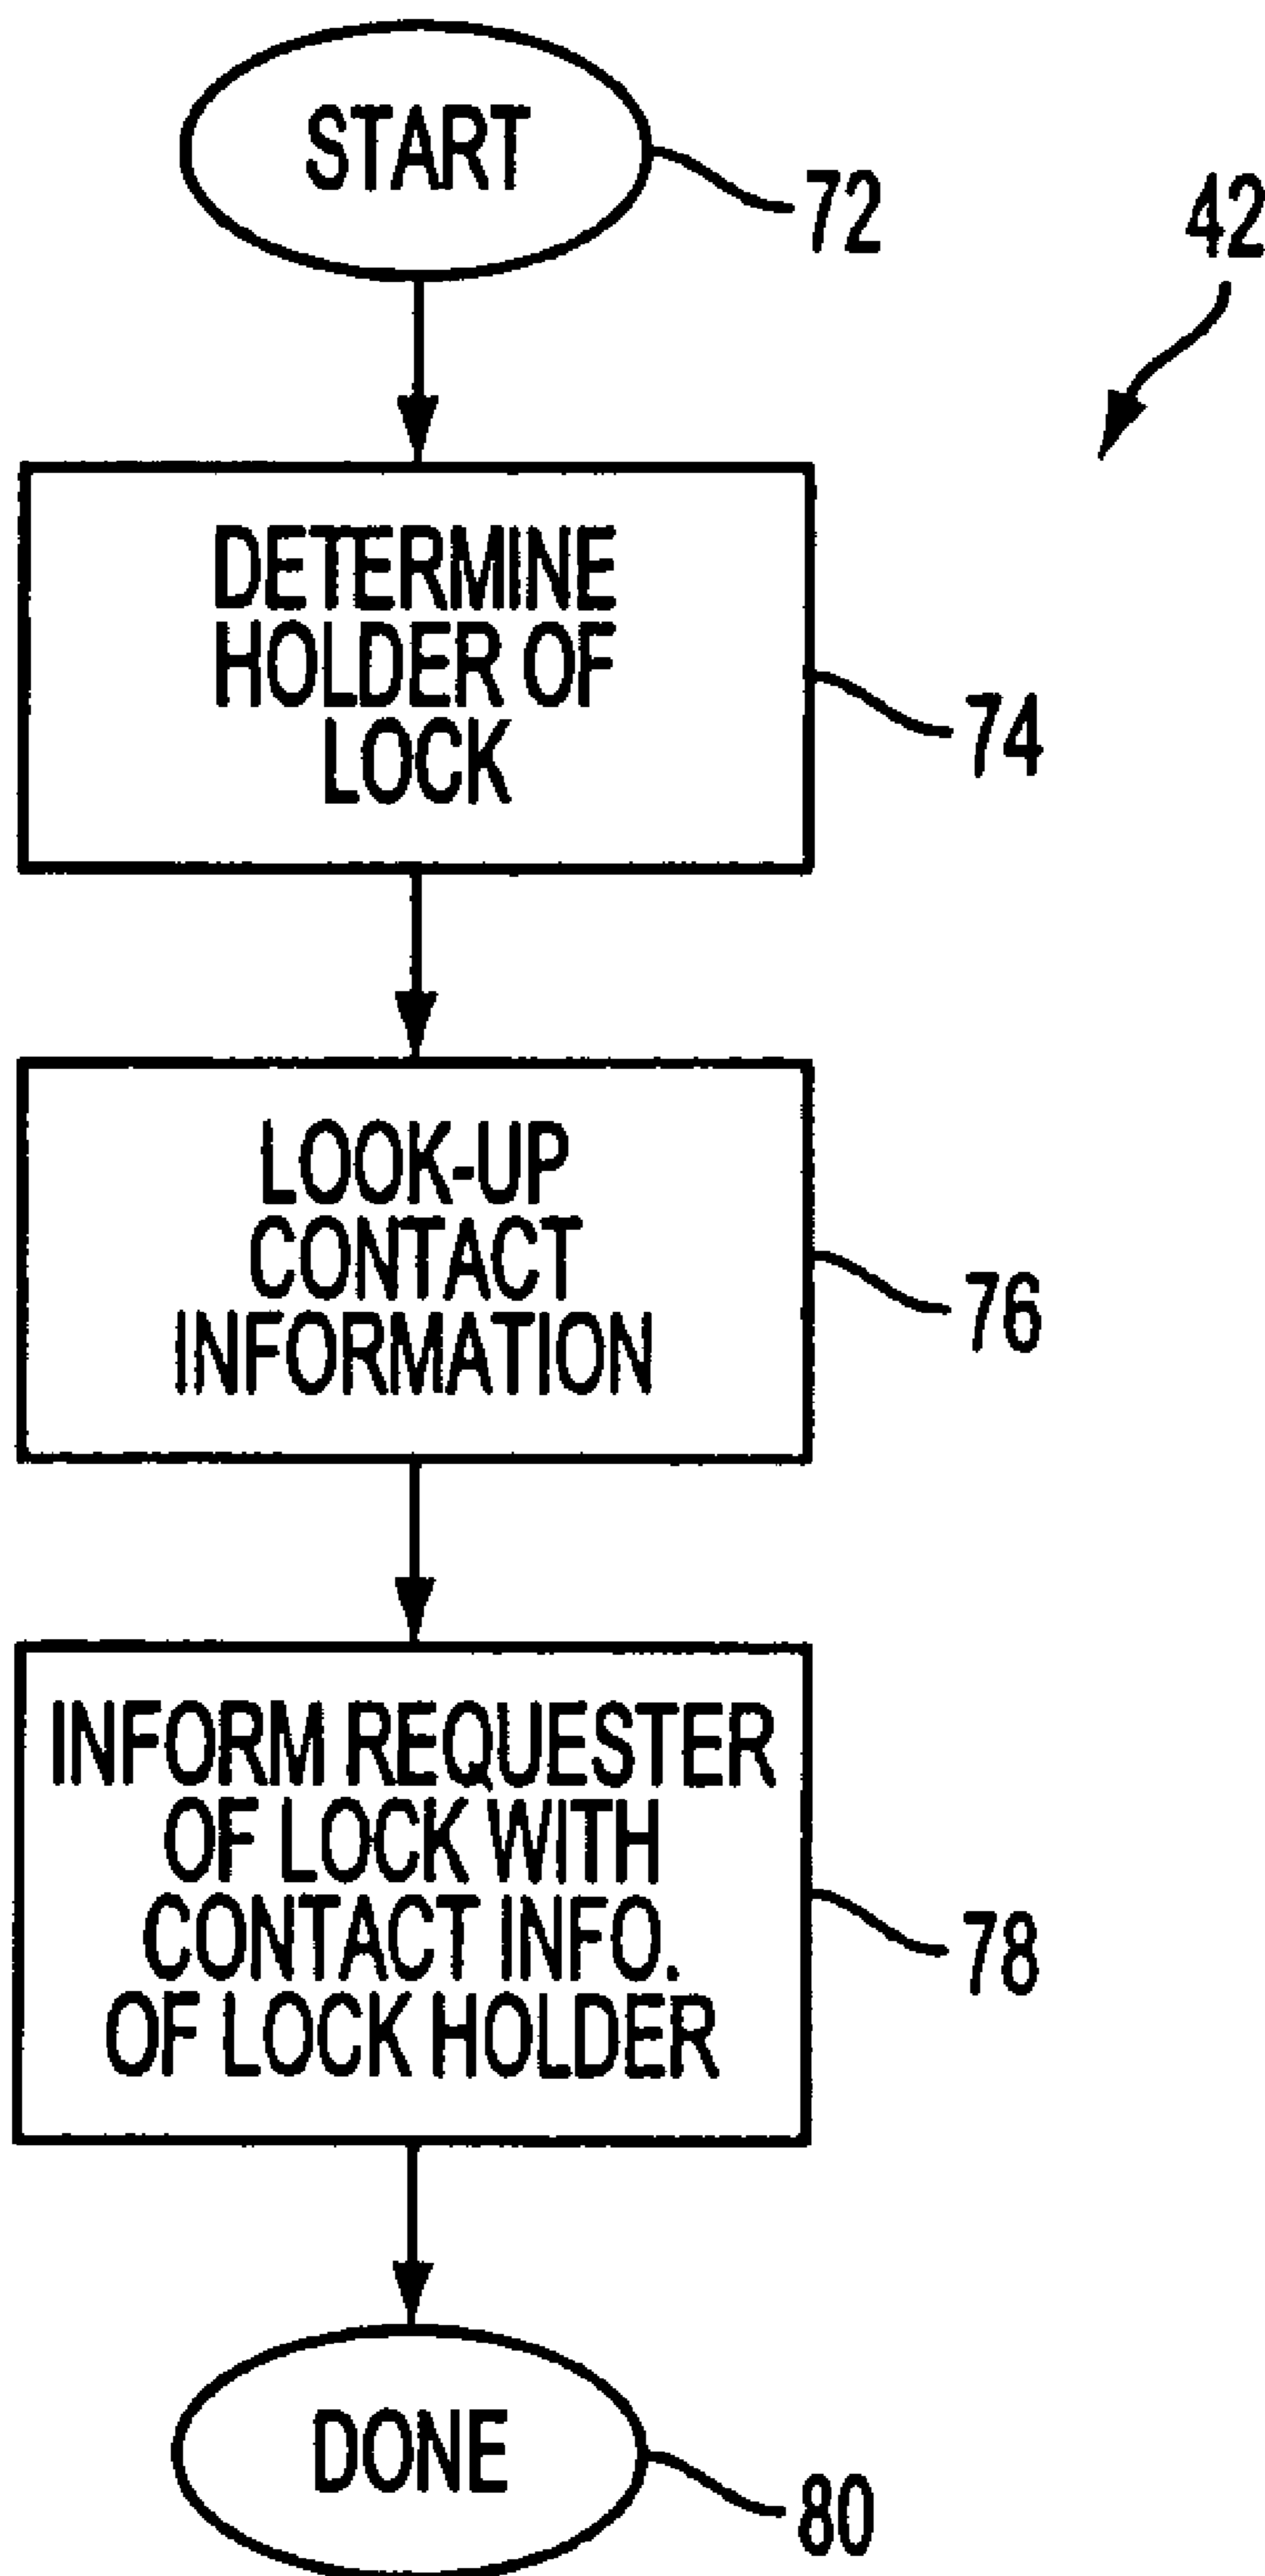 START
72
42
DETERMINE
HOLDER OF
LOCK
74
LOOK-UP
CONTACT
INFORMATION
76
INFORM REQUESTER
OF LOCK WITH
CONTACT INFO.
OF LOCK HOLDER
78
DONE
80